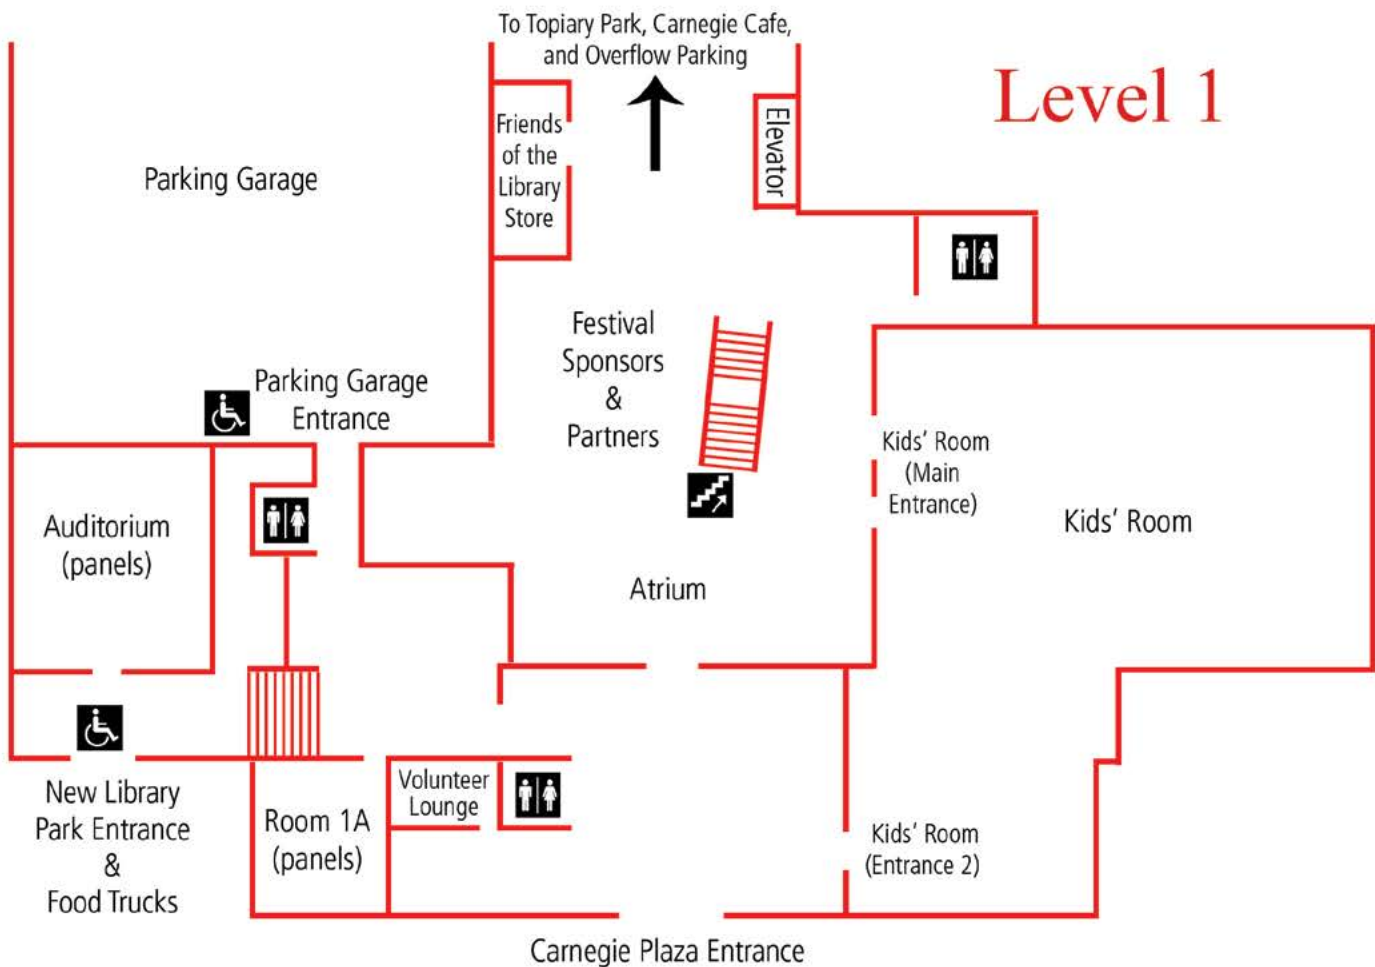 To Topiary Park, Carnegie Cafe,
and Overflow Parking
Level 1
Friends
of the
Library
Store
Elevator
Parking Garage
Festival
Sponsors
&
Partners
Parking Garage
Entrance
Kids' Room
(Main
Entrance)
Kids' Room
Auditorium
(panels)
Atrium
New Library
Park Entrance
&
Food Trucks
Room 1A
(panels)
Volunteer
Lounge
Kids' Room
(Entrance 2)
Carnegie Plaza Entrance